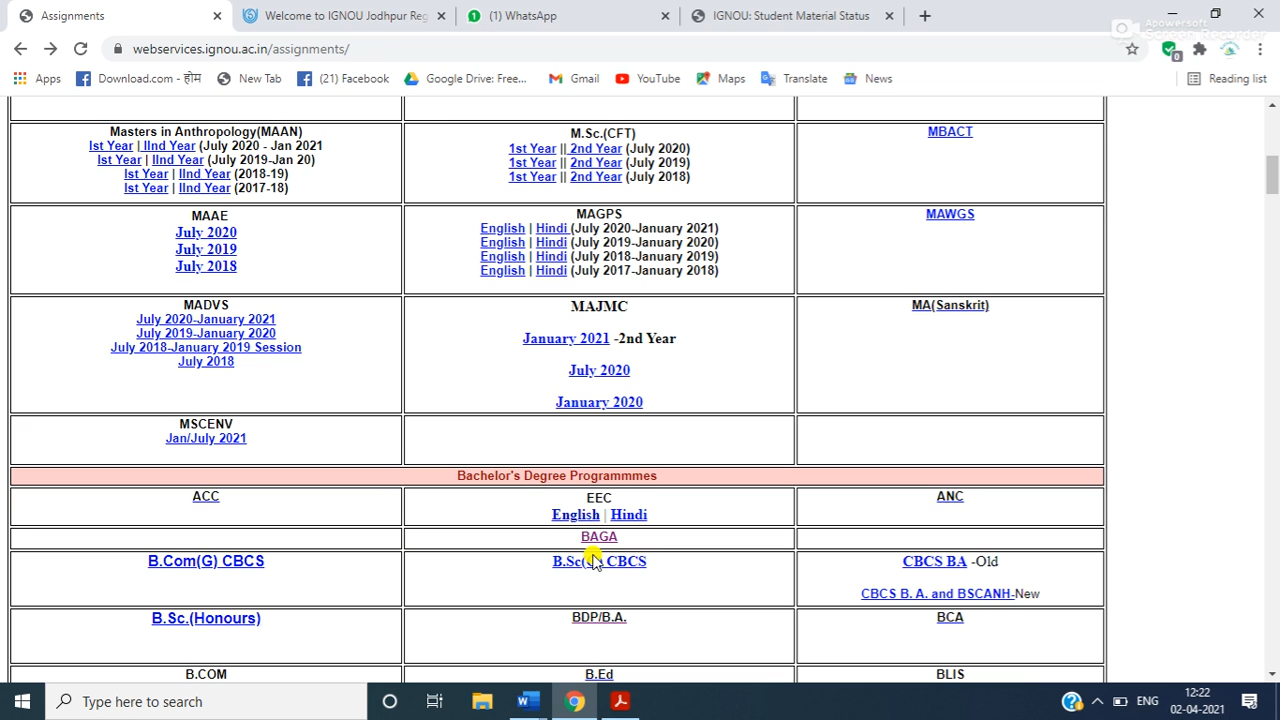 Assignments
Welcome to IGNOU Jodhpur Reg
(1) WhatsApp
IGNOU: Student Material Status
Apowersoft
Screen Recorder
webservices.ignou.ac.in/assignments/
Apps
Download.com - होम
New Tab
(21) Facebook
Google Drive: Free...
Gmail
YouTube
Maps
Translate
News
Reading list
Masters in Anthropology(MAAN)
Ist Year | IInd Year (July 2020 - Jan 2021
Ist Year | IInd Year (July 2019-Jan 20)
Ist Year | IInd Year (2018-19)
Ist Year | IInd Year (2017-18)
M.Sc.(CFT)
1st Year || 2nd Year (July 2020)
1st Year || 2nd Year (July 2019)
1st Year || 2nd Year (July 2018)
MBACT
MAAE
July 2020
July 2019
July 2018
MAGPS
English | Hindi (July 2020-January 2021)
English | Hindi (July 2019-January 2020)
English | Hindi (July 2018-January 2019)
English | Hindi (July 2017-January 2018)
MAWGS
MADVS
July 2020-January 2021
July 2019-January 2020
July 2018-January 2019 Session
July 2018
MAJMC
January 2021 -2nd Year
July 2020
January 2020
MA(Sanskrit)
MSCENV
Jan/July 2021
Bachelor's Degree Programmmes
ACC
EEC
English | Hindi
ANC
BAGA
B.Com(G) CBCS
CBCS
CBCS BA -Old
CBCS B. A. and BSCANH-New
B.Sc.(Honours)
BDP/B.A.
BCA
B.COM
B.Ed
BLIS
Type here to search
ENG
12:22
02-04-2021